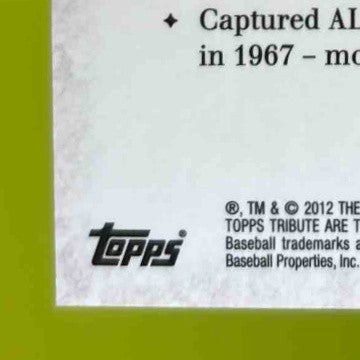 ✦ Captured AL
in 1967 – mo
®, TM & © 2012 THE
TOPPS TRIBUTE ARE T
Baseball trademarks a
Baseball Properties, Inc.
Topps®